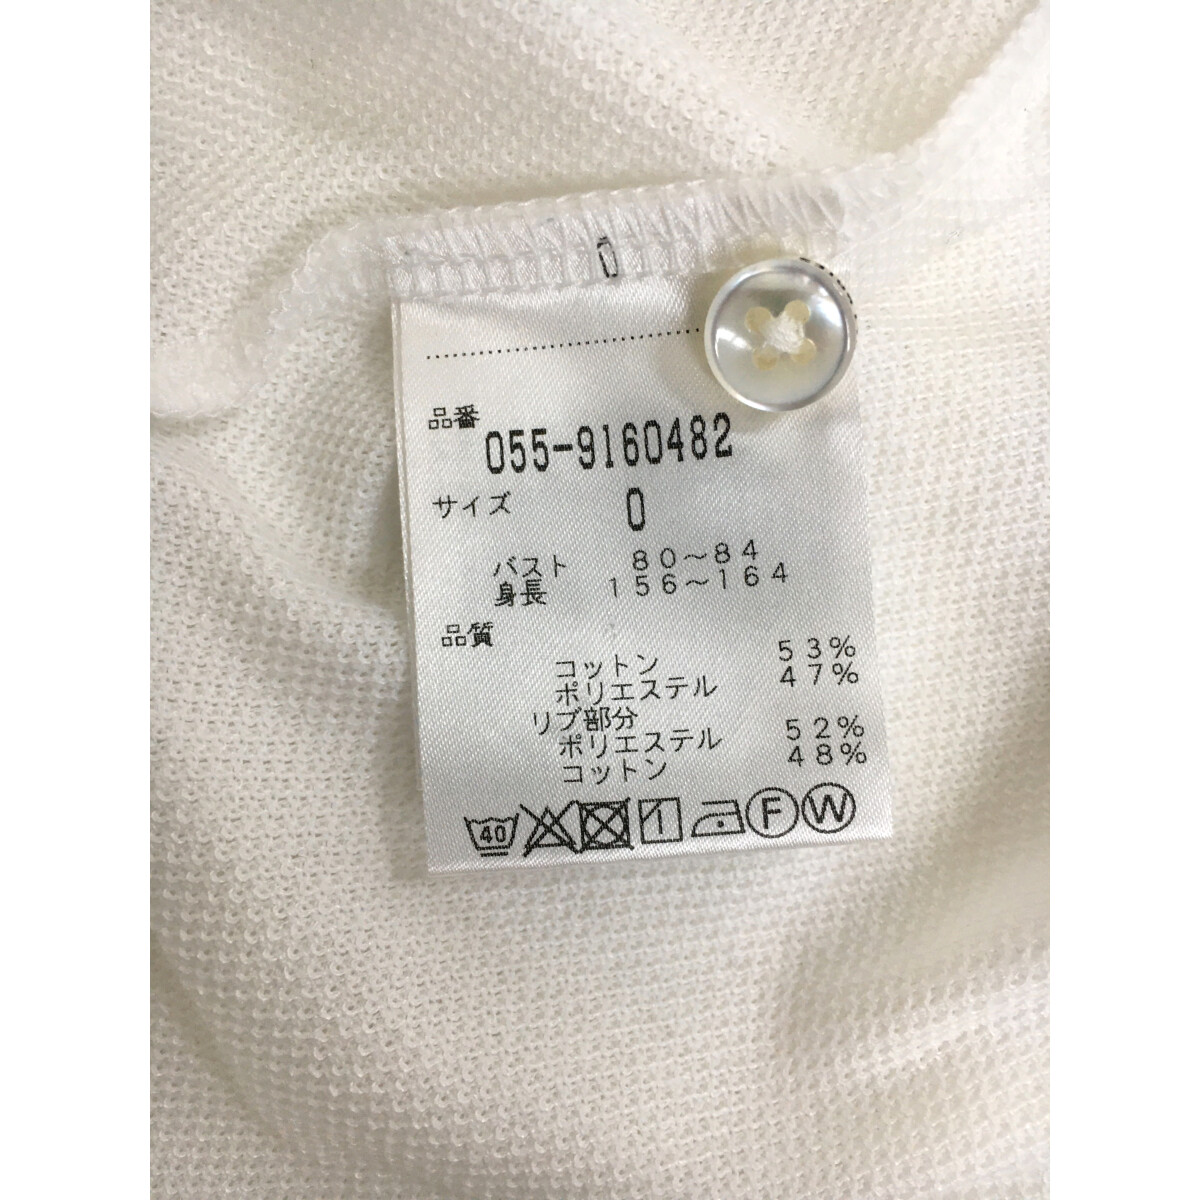 0
品番
055-9160482
サイズ 0
バスト 80～84
身長 156～164
品質
コットン 53%
ポリエステル 47%
リブ部分
ポリエステル 52%
コットン 48%
40 F W